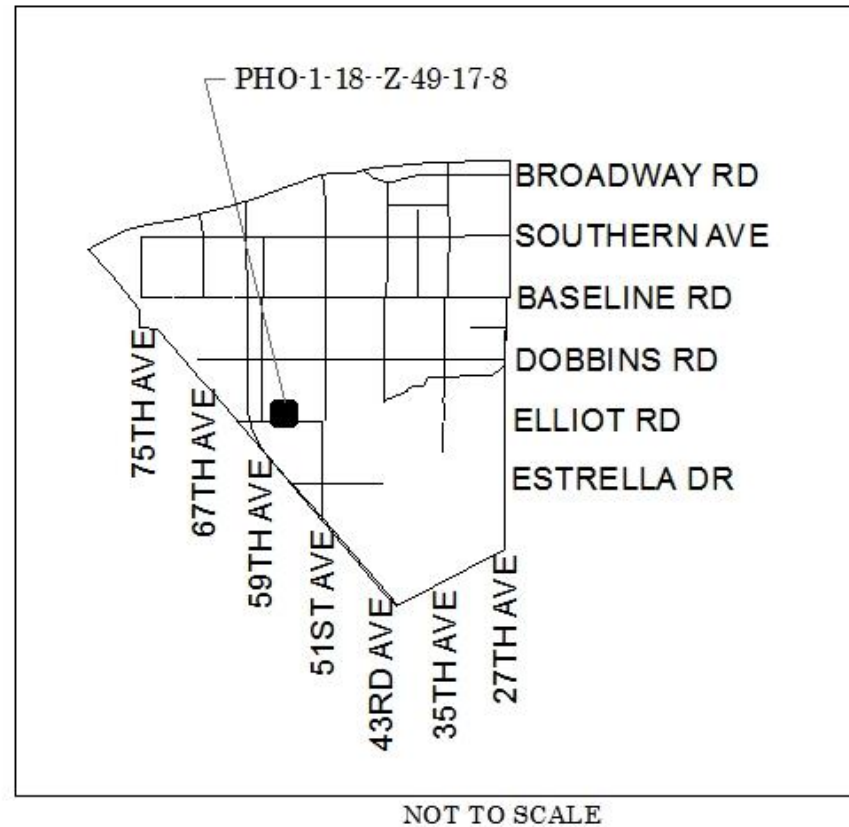 PHO-1-18--Z-49-17-8
BROADWAY RD
SOUTHERN AVE
BASELINE RD
DOBBINS RD
ELLIOT RD
ESTRELLA DR
75TH AVE
67TH AVE
59TH AVE
51ST AVE
43RD AVE
35TH AVE
27TH AVE
NOT TO SCALE